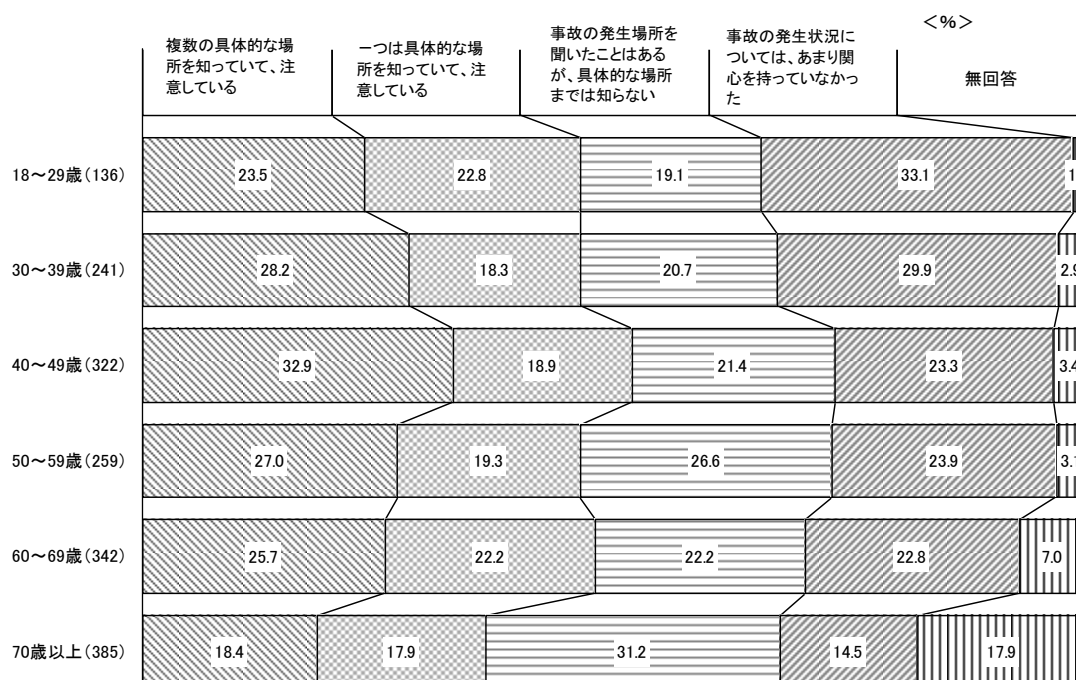 <%>
複数の具体的な場
所を知っていて、注
意している
一つは具体的な場
所を知っていて、注
意している
事故の発生場所を
聞いたことはある
が、具体的な場所
までは知らない
事故の発生状況に
ついては、あまり関
心を持っていなかっ
た
無回答
18~29歳(136) 23.5 22.8 19.1 33.1
30~39歳(241) 28.2 18.3 20.7 29.9 2.9
40~49歳(322) 32.9 18.9 21.4 23.3 3.4
50~59歳(259) 27.0 19.3 26.6 23.9 3.1
60~69歳(342) 25.7 22.2 22.2 22.8 7.0
70歳以上(385) 18.4 17.9 31.2 14.5 17.9